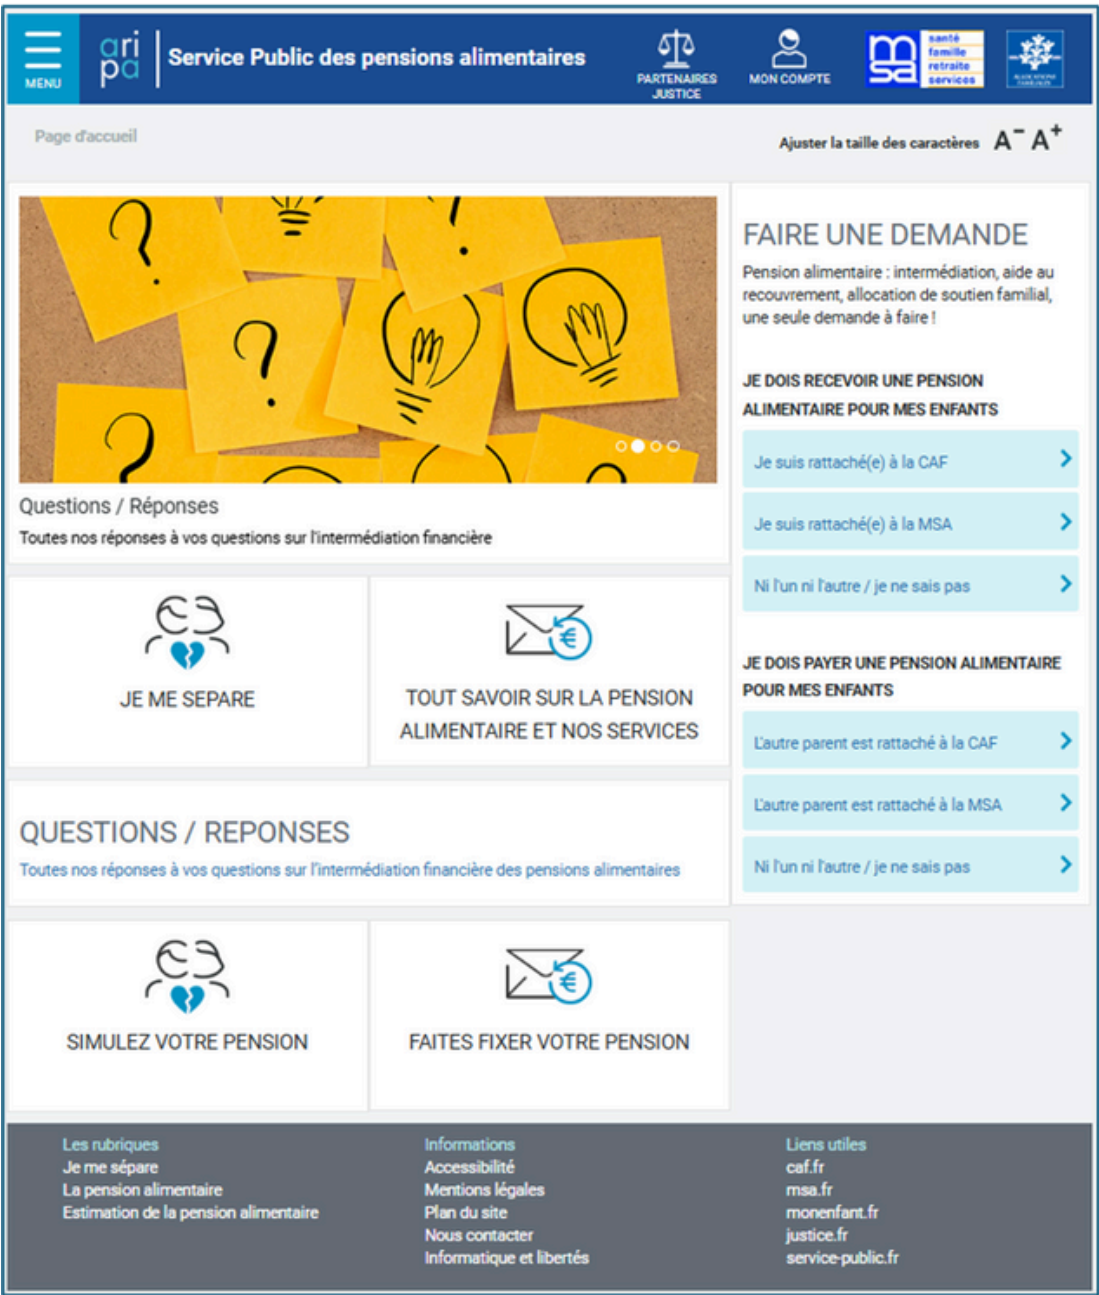 MENU
ari
pa
Service Public des pensions alimentaires
PARTENAIRES
JUSTICE
MON COMPTE
msa
santé
famille
retraite
services
ALLOCATIONS
FAMILIALES
Page d'accueil
Ajuster la taille des caractères A- A+
Questions / Réponses
Toutes nos réponses à vos questions sur l'intermédiation financière
JE ME SEPARE
TOUT SAVOIR SUR LA PENSION
ALIMENTAIRE ET NOS SERVICES
QUESTIONS / REPONSES
Toutes nos réponses à vos questions sur l'intermédiation financière des pensions alimentaires
SIMULEZ VOTRE PENSION
FAITES FIXER VOTRE PENSION
FAIRE UNE DEMANDE
Pension alimentaire : intermédiation, aide au
recouvrement, allocation de soutien familial,
une seule demande à faire !
JE DOIS RECEVOIR UNE PENSION
ALIMENTAIRE POUR MES ENFANTS
Je suis rattaché(e) à la CAF
Je suis rattaché(e) à la MSA
Ni l'un ni l'autre / je ne sais pas
JE DOIS PAYER UNE PENSION ALIMENTAIRE
POUR MES ENFANTS
L'autre parent est rattaché à la CAF
L'autre parent est rattaché à la MSA
Ni l'un ni l'autre / je ne sais pas
Les rubriques
Je me sépare
La pension alimentaire
Estimation de la pension alimentaire
Informations
Accessibilité
Mentions légales
Plan du site
Nous contacter
Informatique et libertés
Liens utiles
caf.fr
msa.fr
monenfant.fr
justice.fr
service-public.fr